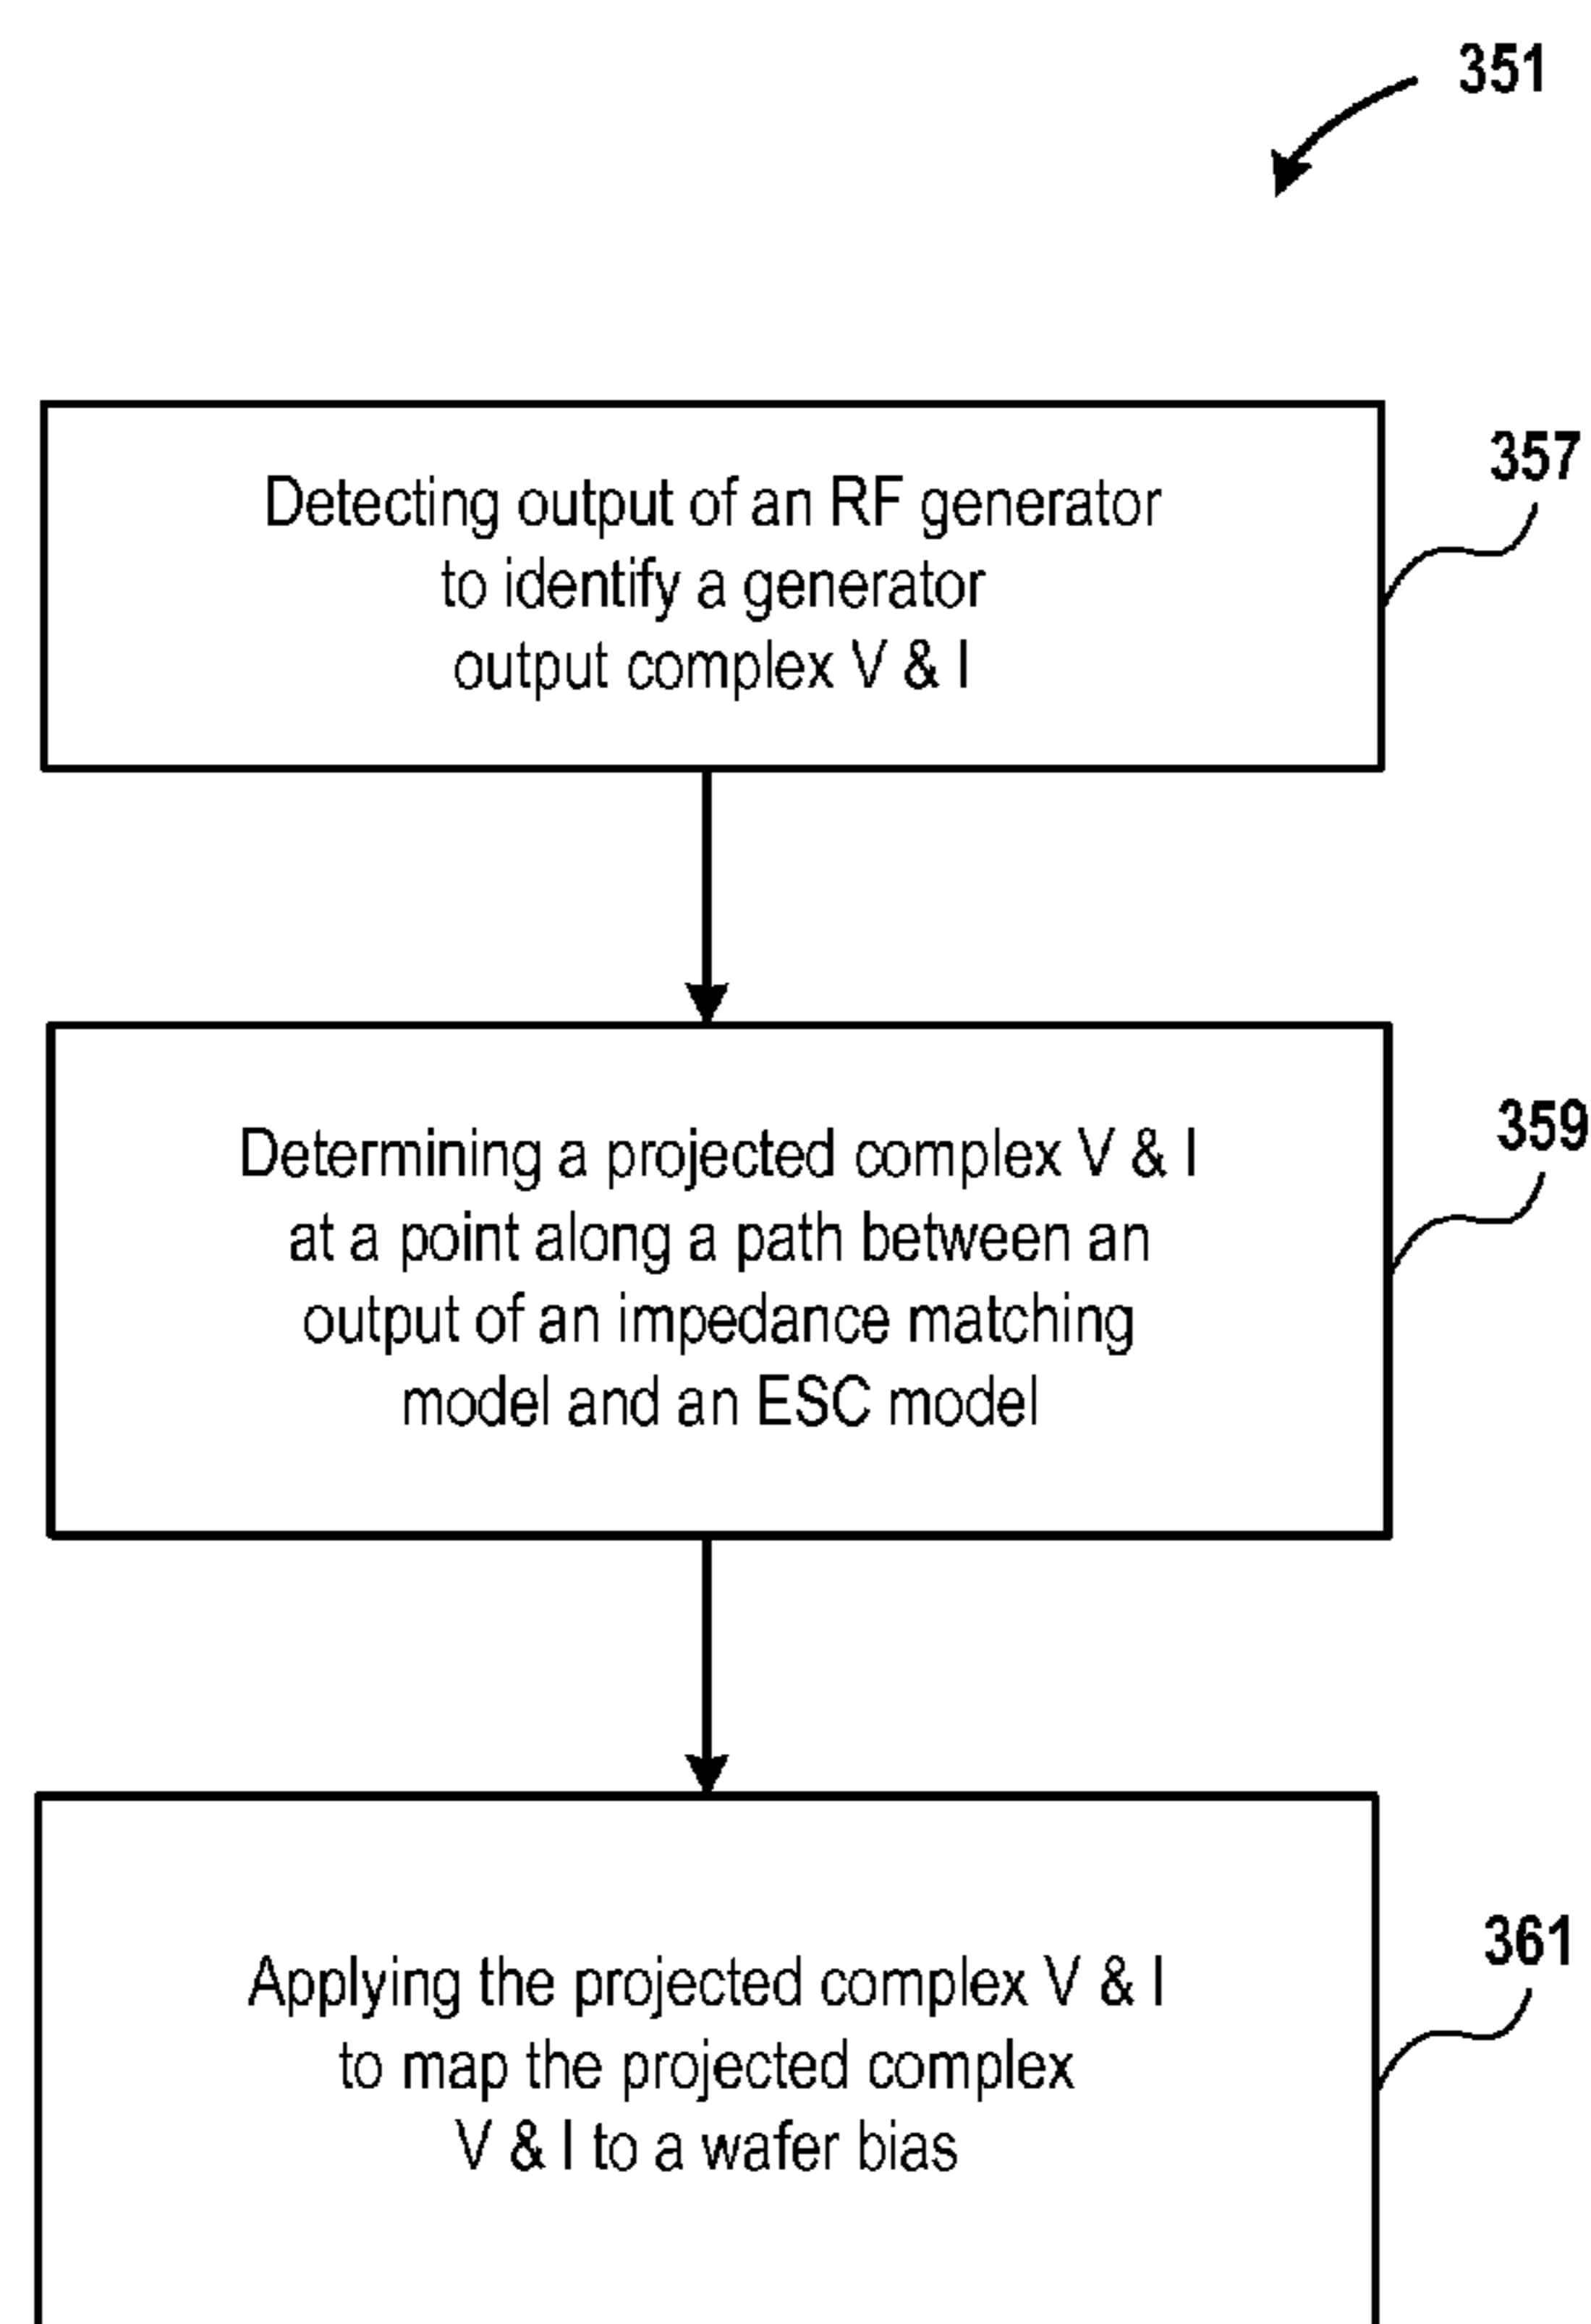 351
357
Detecting output of an RF generator
to identify a generator
output complex V & I
359
Determining a projected complex V & I
at a point along a path between an
output of an impedance matching
model and an ESC model
361
Applying the projected complex V & I
to map the projected complex
V & I to a wafer bias